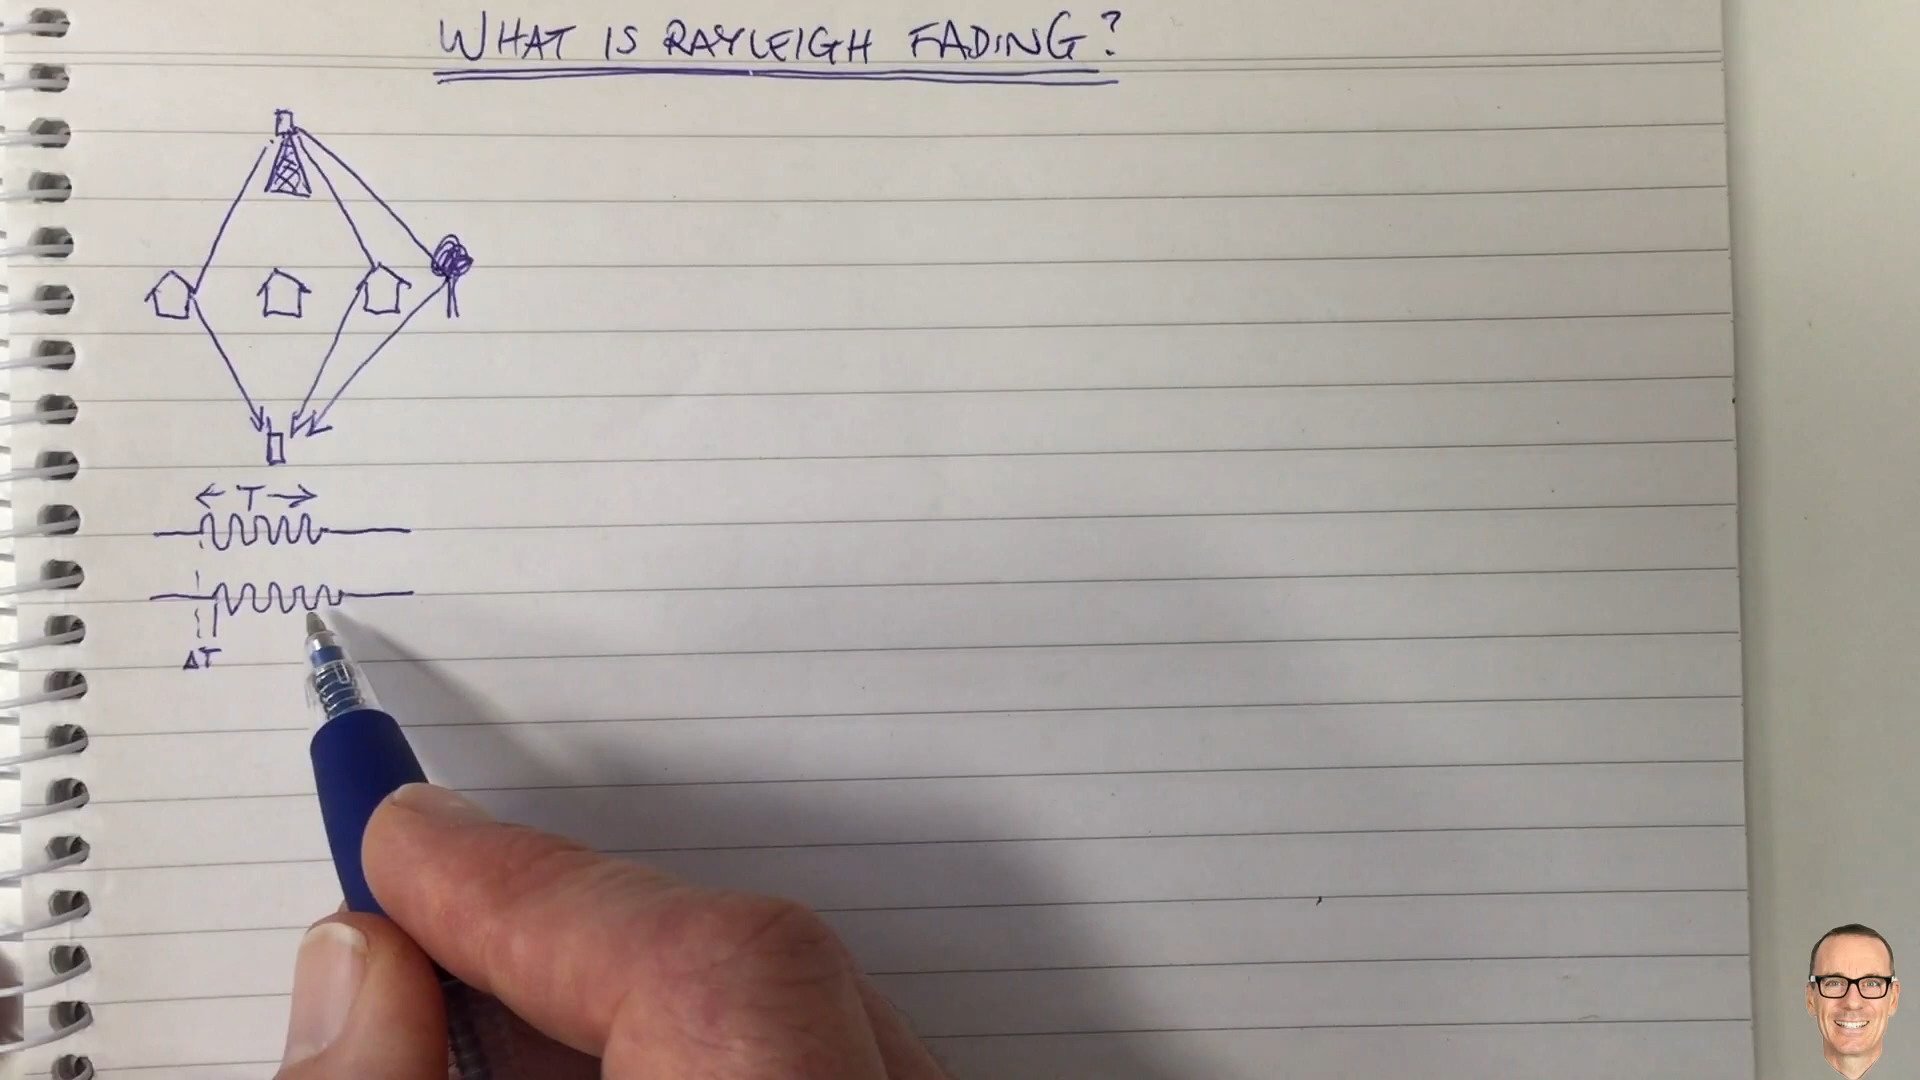 WHAT IS RAYLEIGH FADING?
← T →
ΔT